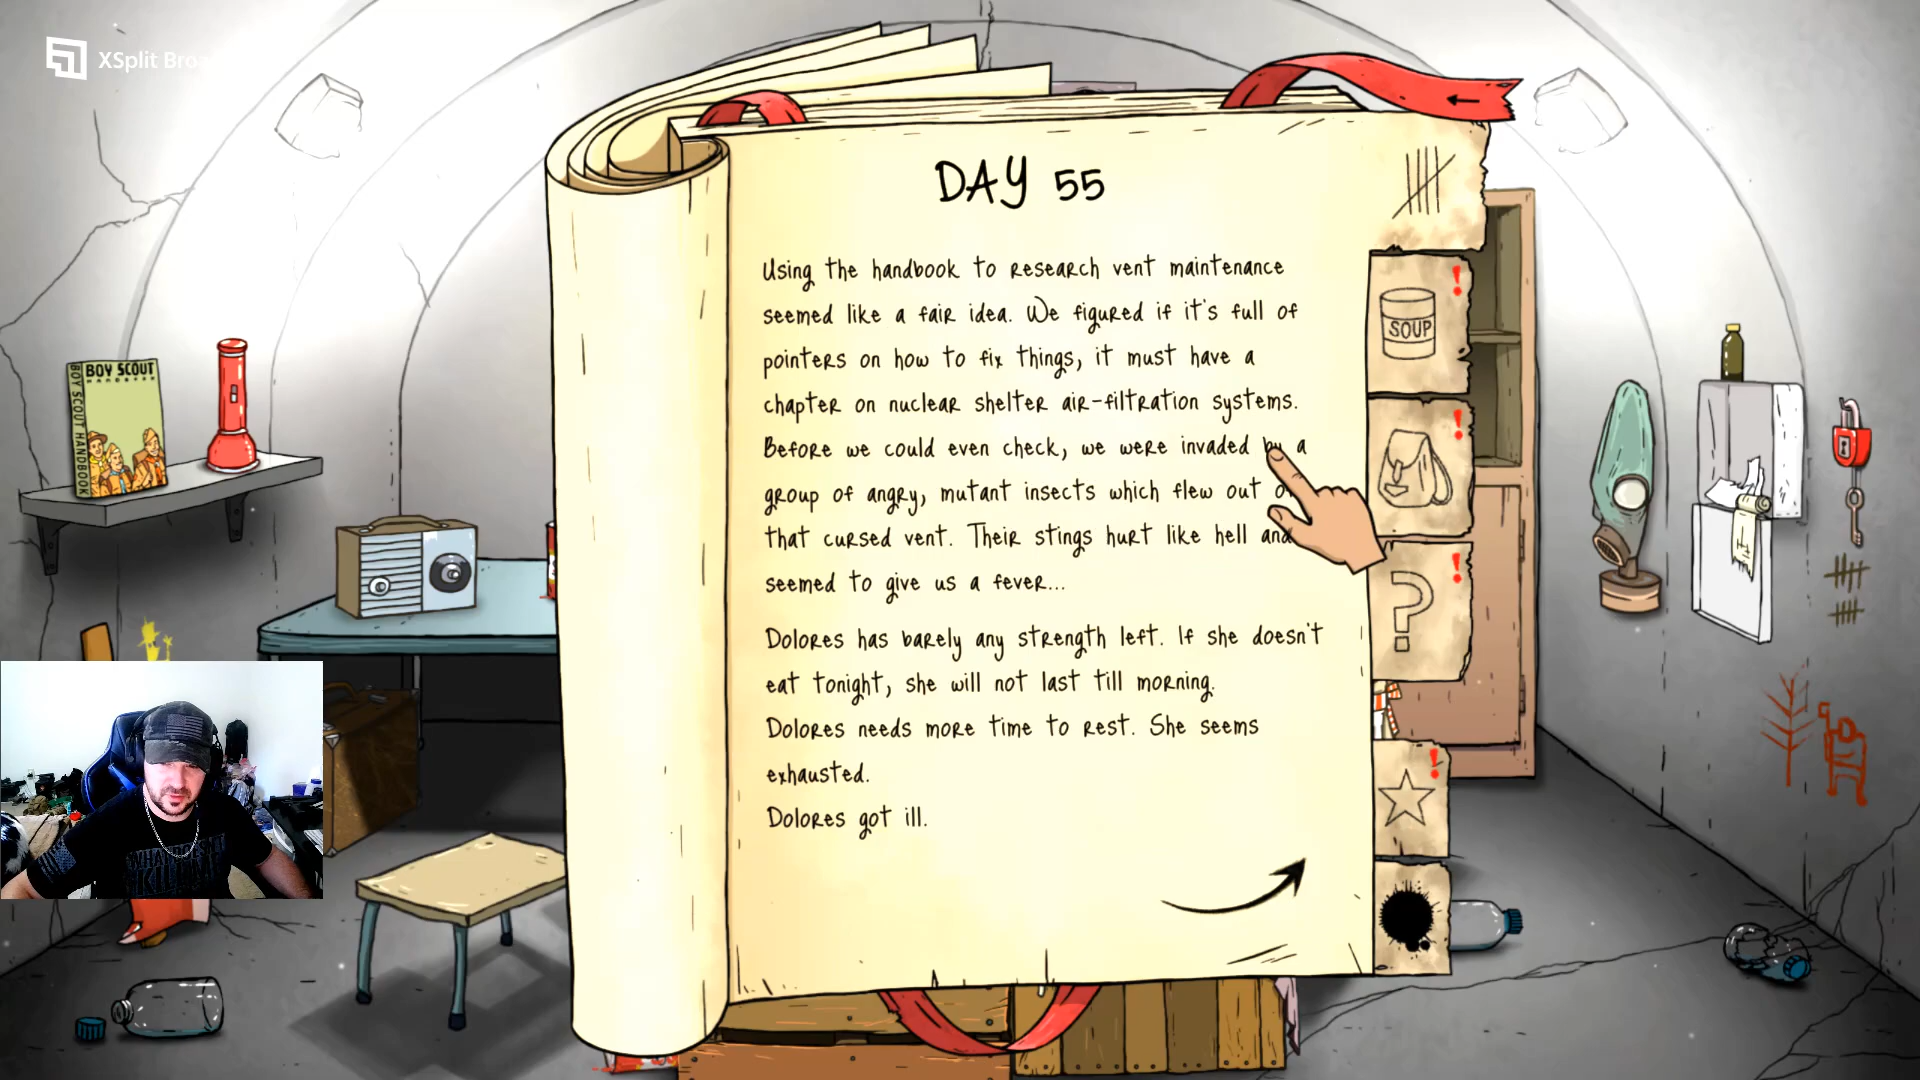 XSplit Broa
DAY 55
Using the handbook to research vent maintenance
seemed like a fair idea. We figured if it's full of
pointers on how to fix things, it must have a
chapter on nuclear shelter air-filtration systems.
Before we could even check, we were invaded by a
group of angry, mutant insects which flew out
that cursed vent. Their stings hurt like hell and
seemed to give us a fever...
Dolores has barely any strength left. If she doesn't
eat tonight, she will not last till morning.
Dolores needs more time to rest. She seems
exhausted.
Dolores got ill.
SOUP
BOY SCOUT
HANDBOOK
BOY SCOUT HANDBOOK